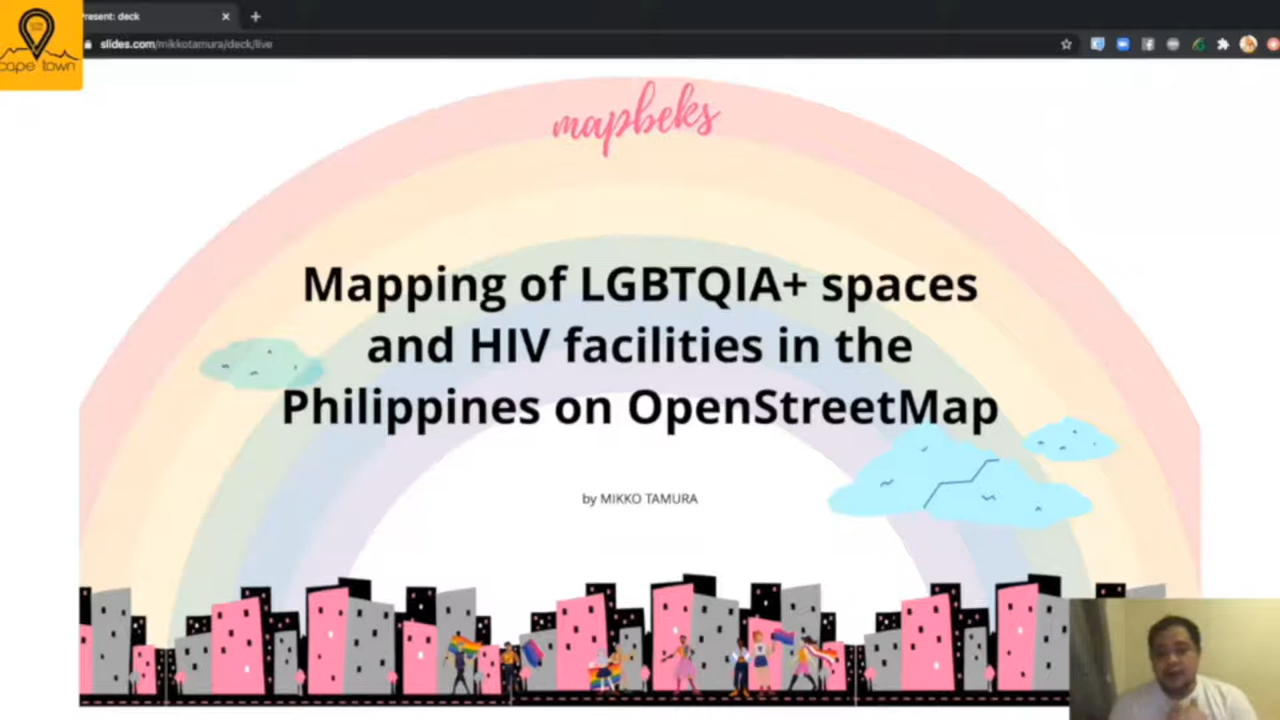 Present: deck
slides.com/mikkotamura/deck/live
cape town
mapbeks
Mapping of LGBTQIA+ spaces
and HIV facilities in the
Philippines on OpenStreetMap
by MIKKO TAMURA